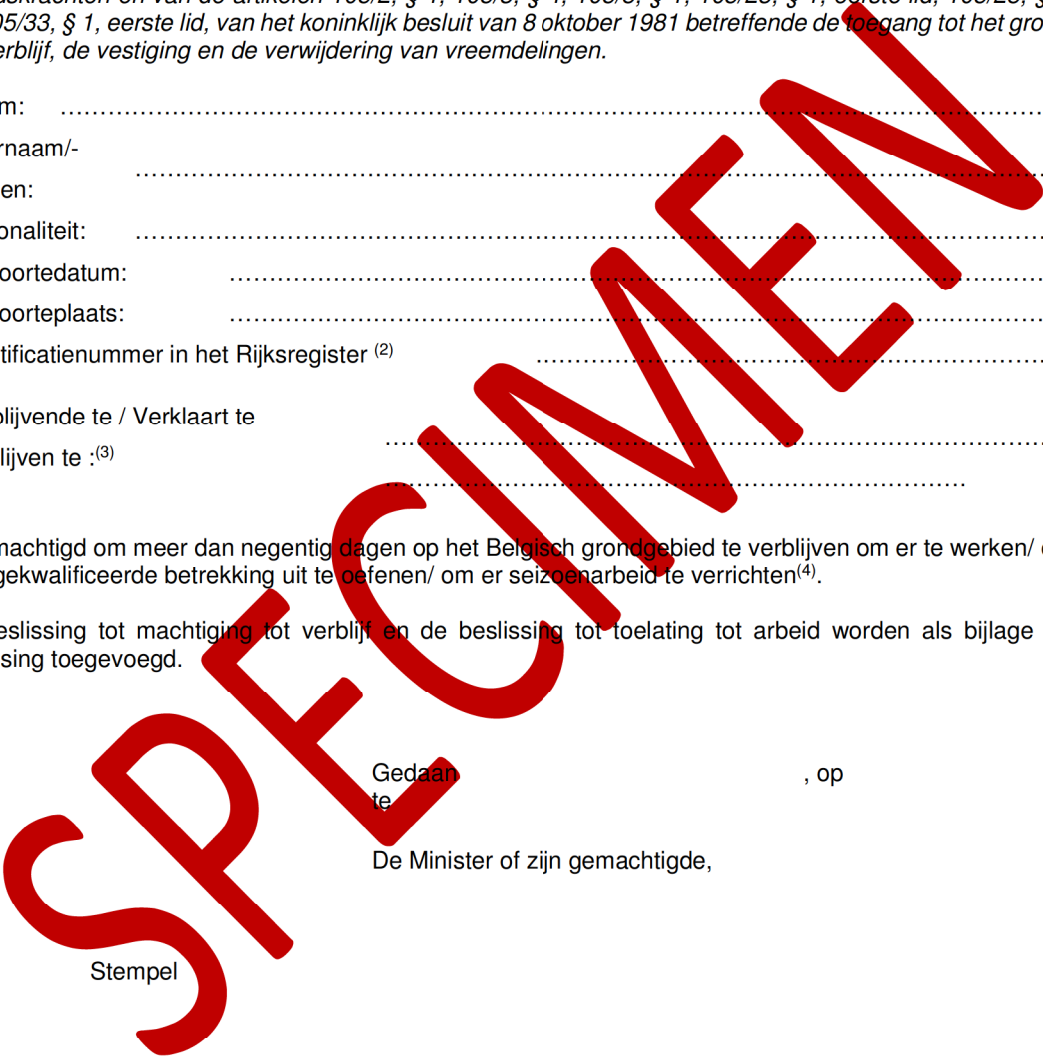 05/33, § 1, eerste lid, van het koninklijk besluit van 8 oktober 1981 betreffende de toegang tot het gro
erblijf, de vestiging en de verwijdering van vreemdelingen.
m: ……………………………………………………………………
rnaam/-
……………………………………………………………………
en:
onaliteit: ……………………………………………………………………
oortedatum: ……………………………………………………………………
oorteplaats: ……………………………………………………………………
tificatienummer in het Rijksregister (2) …………………………………………
blijvende te / Verklaart te
……………………………………………………………………
lijven te :(3)
……………………………………………………………………
machtigd om meer dan negentig dagen op het Belgisch grondgebied te verblijven om er te werken/
gekwalificeerde betrekking uit te oefenen/ om er seizoenarbeid te verrichten(4).
eslissing tot machtiging tot verblijf en de beslissing tot toelating tot arbeid worden als bijlage
sing toegevoegd.
Gedaan , op
te
De Minister of zijn gemachtigde,
Stempel
SPECIMEN